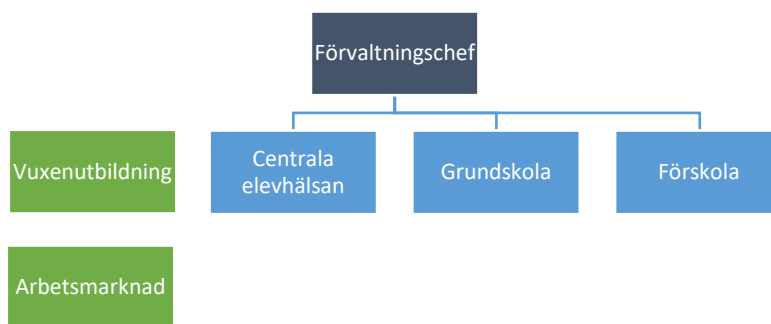 Förvaltningschef
Vuxenutbildning
Centrala
elevhälsan
Grundskola
Förskola
Arbetsmarknad